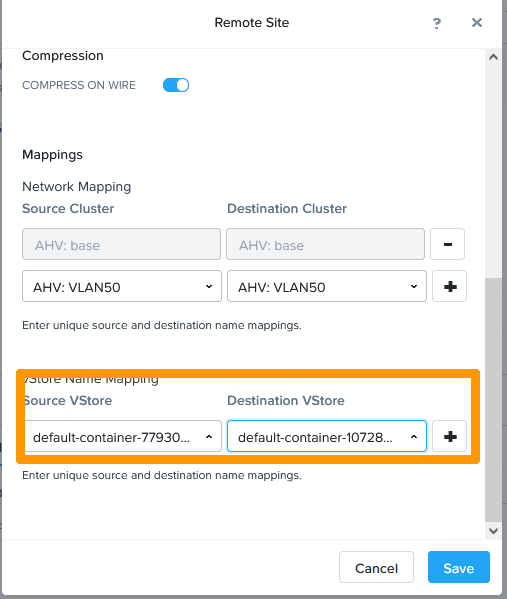 Remote Site
?
Compression
COMPRESS ON WIRE
Mappings
Network Mapping
Source Cluster Destination Cluster
AHV: base AHV: base
AHV: VLAN50 AHV: VLAN50
Enter unique source and destination name mappings.
VStore Name Mapping
Source VStore Destination VStore
default-container-77930... default-container-10728...
Enter unique source and destination name mappings.
Cancel Save